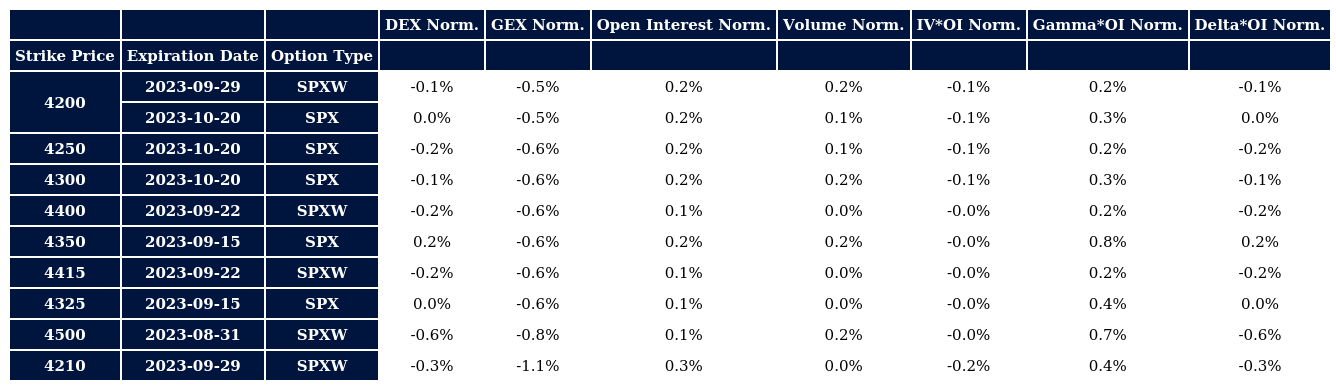 DEX Norm. GEX Norm. Open Interest Norm. Volume Norm. IV*OI Norm. Gamma*OI Norm. Delta*OI Norm.
Strike Price Expiration Date Option Type
4200 2023-09-29 SPXW -0.1% -0.5% 0.2% 0.2% -0.1% 0.2% -0.1%
2023-10-20 SPX 0.0% -0.5% 0.2% 0.1% -0.1% 0.3% 0.0%
4250 2023-10-20 SPX -0.2% -0.6% 0.2% 0.1% -0.1% 0.2% -0.2%
4300 2023-10-20 SPX -0.1% -0.6% 0.2% 0.2% -0.1% 0.3% -0.1%
4400 2023-09-22 SPXW -0.2% -0.6% 0.1% 0.0% -0.0% 0.2% -0.2%
4350 2023-09-15 SPX 0.2% -0.6% 0.2% 0.2% -0.0% 0.8% 0.2%
4415 2023-09-22 SPXW -0.2% -0.6% 0.1% 0.0% -0.0% 0.2% -0.2%
4325 2023-09-15 SPX 0.0% -0.6% 0.1% 0.0% -0.0% 0.4% 0.0%
4500 2023-08-31 SPXW -0.6% -0.8% 0.1% 0.2% -0.0% 0.7% -0.6%
4210 2023-09-29 SPXW -0.3% -1.1% 0.3% 0.0% -0.2% 0.4% -0.3%